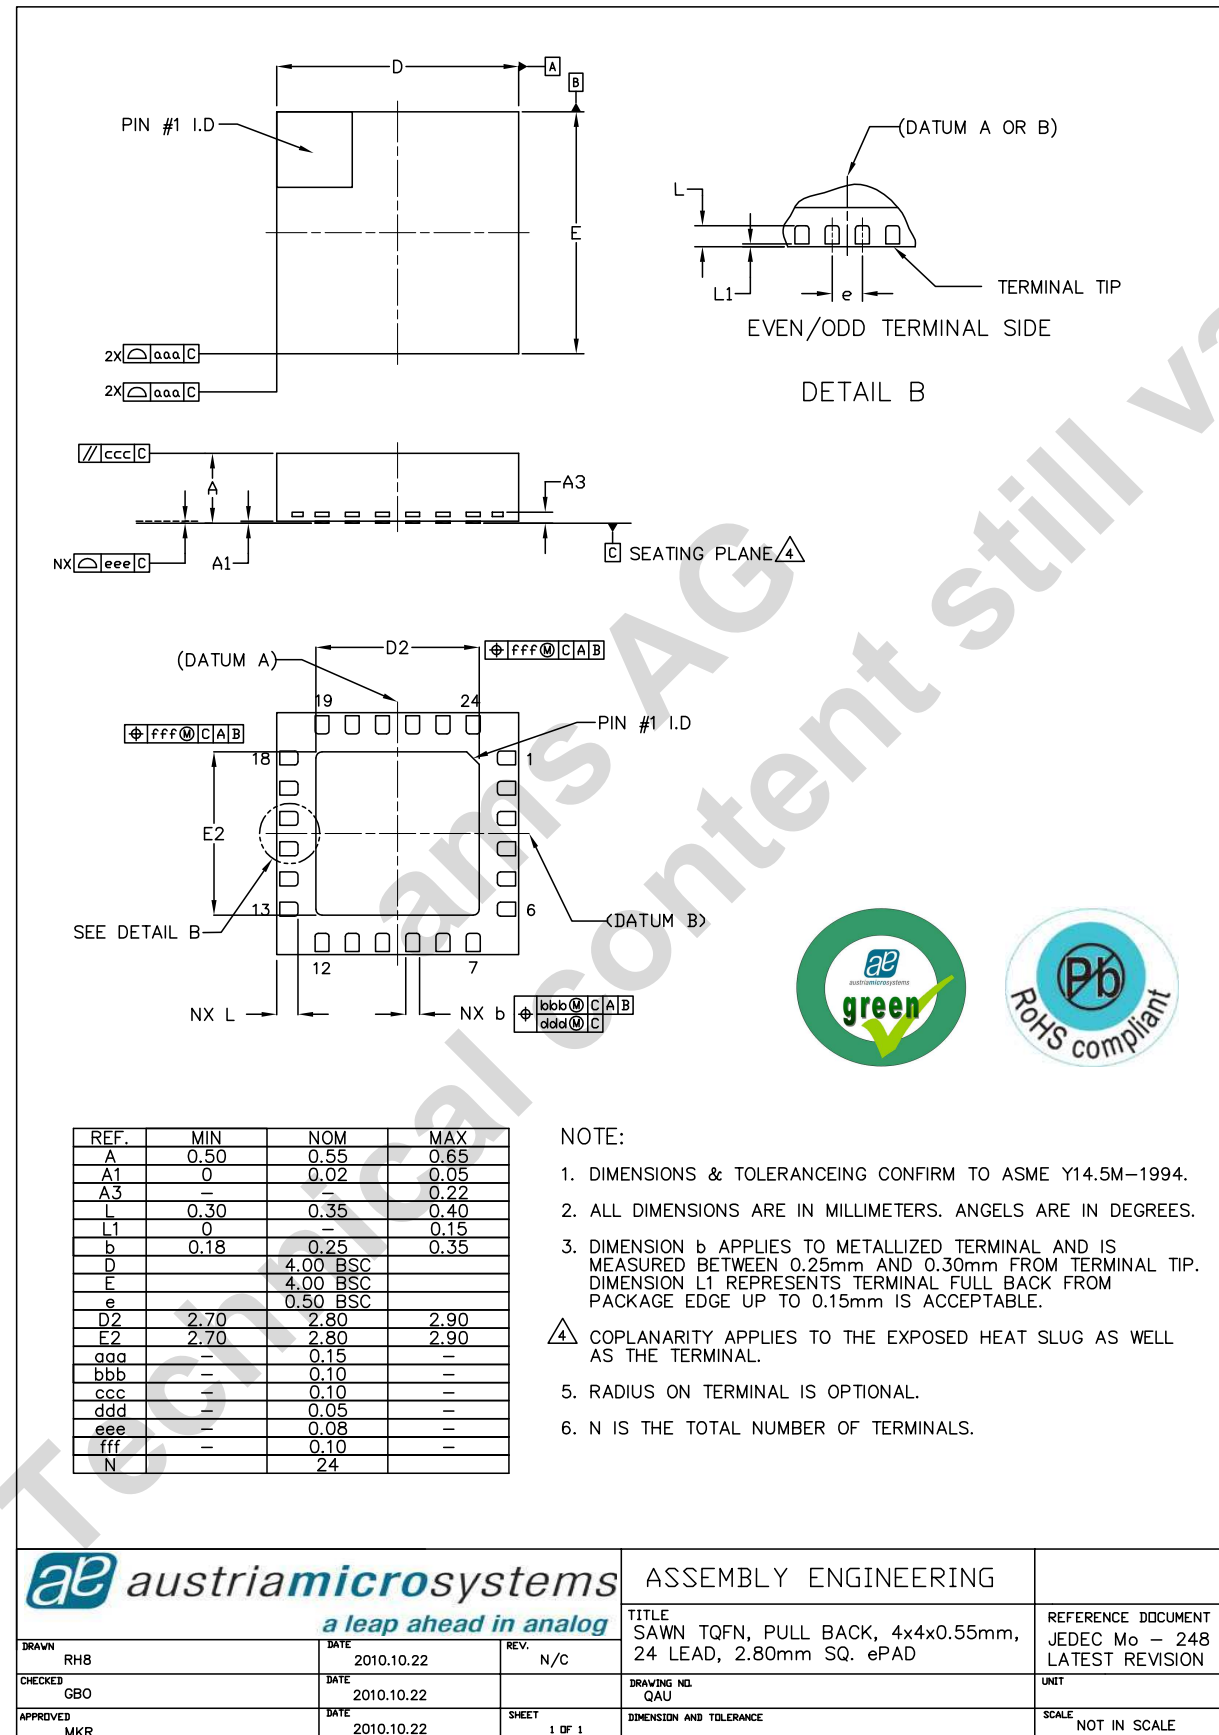 D
A
B
PIN #1 I.D
E
2X aaa C
2X aaa C
(DATUM A OR B)
L
L1
e
TERMINAL TIP
EVEN/ODD TERMINAL SIDE
DETAIL B
// ccc C
A
A3
NX eee C
A1
C SEATING PLANE 4
D2
fff Ⓜ C A B
(DATUM A)
19 24
PIN #1 I.D
fff Ⓜ C A B
18 1
E2
13 6
SEE DETAIL B
(DATUM B)
12 7
NX L
NX b
bbb Ⓜ C A B
ddd Ⓜ C
ae
austriamicrosystems
green
Pb
RoHS compliant
REF. MIN NOM MAX
A 0.50 0.55 0.65
A1 0 0.02 0.05
A3 – – 0.22
L 0.30 0.35 0.40
L1 0 – 0.15
b 0.18 0.25 0.35
D 4.00 BSC
E 4.00 BSC
e 0.50 BSC
D2 2.70 2.80 2.90
E2 2.70 2.80 2.90
aaa – 0.15 –
bbb – 0.10 –
ccc – 0.10 –
ddd – 0.05 –
eee – 0.08 –
fff – 0.10 –
N 24
NOTE:
1. DIMENSIONS & TOLERANCEING CONFIRM TO ASME Y14.5M–1994.
2. ALL DIMENSIONS ARE IN MILLIMETERS. ANGELS ARE IN DEGREES.
3. DIMENSION b APPLIES TO METALLIZED TERMINAL AND IS
MEASURED BETWEEN 0.25mm AND 0.30mm FROM TERMINAL TIP.
DIMENSION L1 REPRESENTS TERMINAL FULL BACK FROM
PACKAGE EDGE UP TO 0.15mm IS ACCEPTABLE.
4 COPLANARITY APPLIES TO THE EXPOSED HEAT SLUG AS WELL
AS THE TERMINAL.
5. RADIUS ON TERMINAL IS OPTIONAL.
6. N IS THE TOTAL NUMBER OF TERMINALS.
ams AG
Technical content still va
ae austriamicrosystems
a leap ahead in analog
ASSEMBLY ENGINEERING
TITLE
SAWN TQFN, PULL BACK, 4x4x0.55mm,
24 LEAD, 2.80mm SQ. ePAD
REFERENCE DOCUMENT
JEDEC Mo – 248
LATEST REVISION
DRAWN
RH8
DATE
2010.10.22
REV.
N/C
CHECKED
GBO
DATE
2010.10.22
DRAWING NO.
QAU
UNIT
APPROVED
MKR
DATE
2010.10.22
SHEET
1 OF 1
DIMENSION AND TOLERANCE
SCALE
NOT IN SCALE